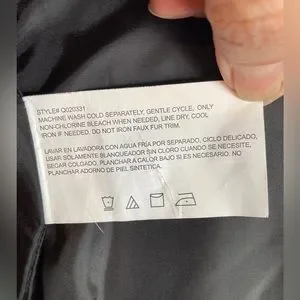 STYLE# Q020331
MACHINE WASH COLD SEPARATELY, GENTLE CYCLE, ONLY
NON-CHLORINE BLEACH WHEN NEEDED, LINE DRY, COOL
IRON IF NEEDED. DO NOT IRON FAUX FUR TRIM.
LAVAR EN LAVADORA CON AGUA FRÍA POR SEPARADO, CICLO DELICADO,
USAR SOLAMENTE BLANQUEADOR SIN CLORO CUANDO SE NECESITE,
SECAR COLGADO. PLANCHAR A CALOR BAJO SI ES NECESARIO. NO
PLANCHAR ADORNO DE PIEL SINTETICA.